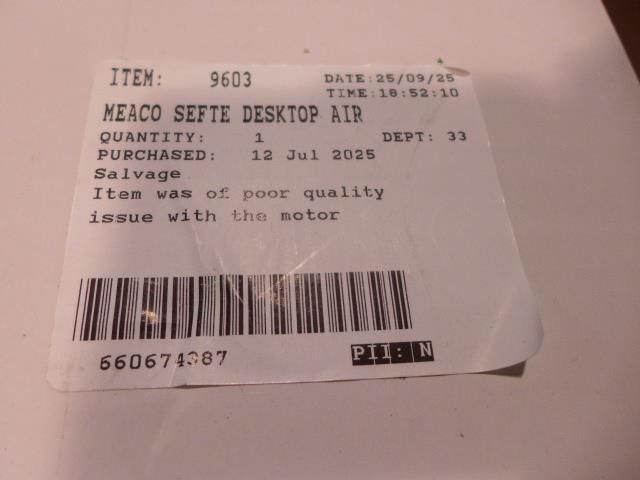 ITEM: 9603 DATE:25/09/25
TIME:18:52:10
MEACO SEFTE DESKTOP AIR
QUANTITY: 1 DEPT: 33
PURCHASED: 12 Jul 2025
Salvage
Item was of poor quality
issue with the motor
660674387
PII: N